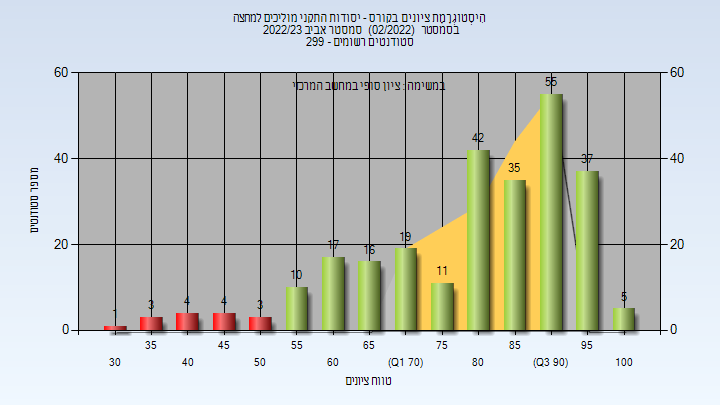 היסטוגרמת ציונים בקורס - יסודות התקני מוליכים למחצה
בסמסטר (02/2022) סמסטר אביב 2022/23
סטודנטים רשומים - 299
במשימה : ציון סופי במחשב המרכזי
60 60
40 40
20 20
0 0
מספר סטודנטים
1 3 4 4 3 10 17 16 19 11 42 35 55 37 5
35 45 55 65 75 85 95
30 40 50 60 (Q1 70) 80 (Q3 90) 100
טווח ציונים